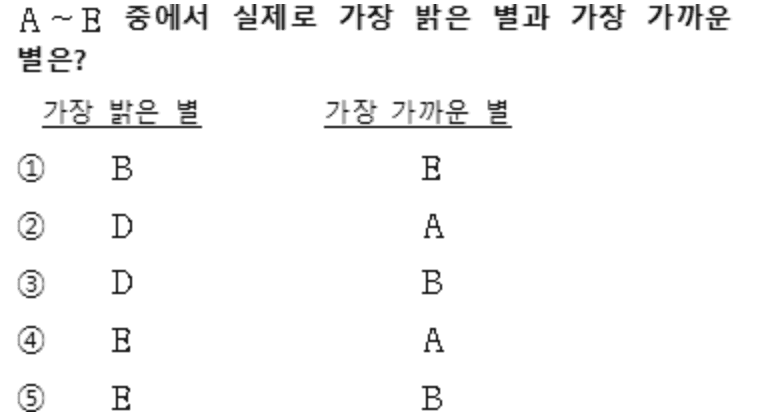 A ~ E 중에서 실제로 가장 밝은 별과 가장 가까운
별은?
가장 밝은 별 가장 가까운 별
① B E
② D A
③ D B
④ E A
⑤ E B